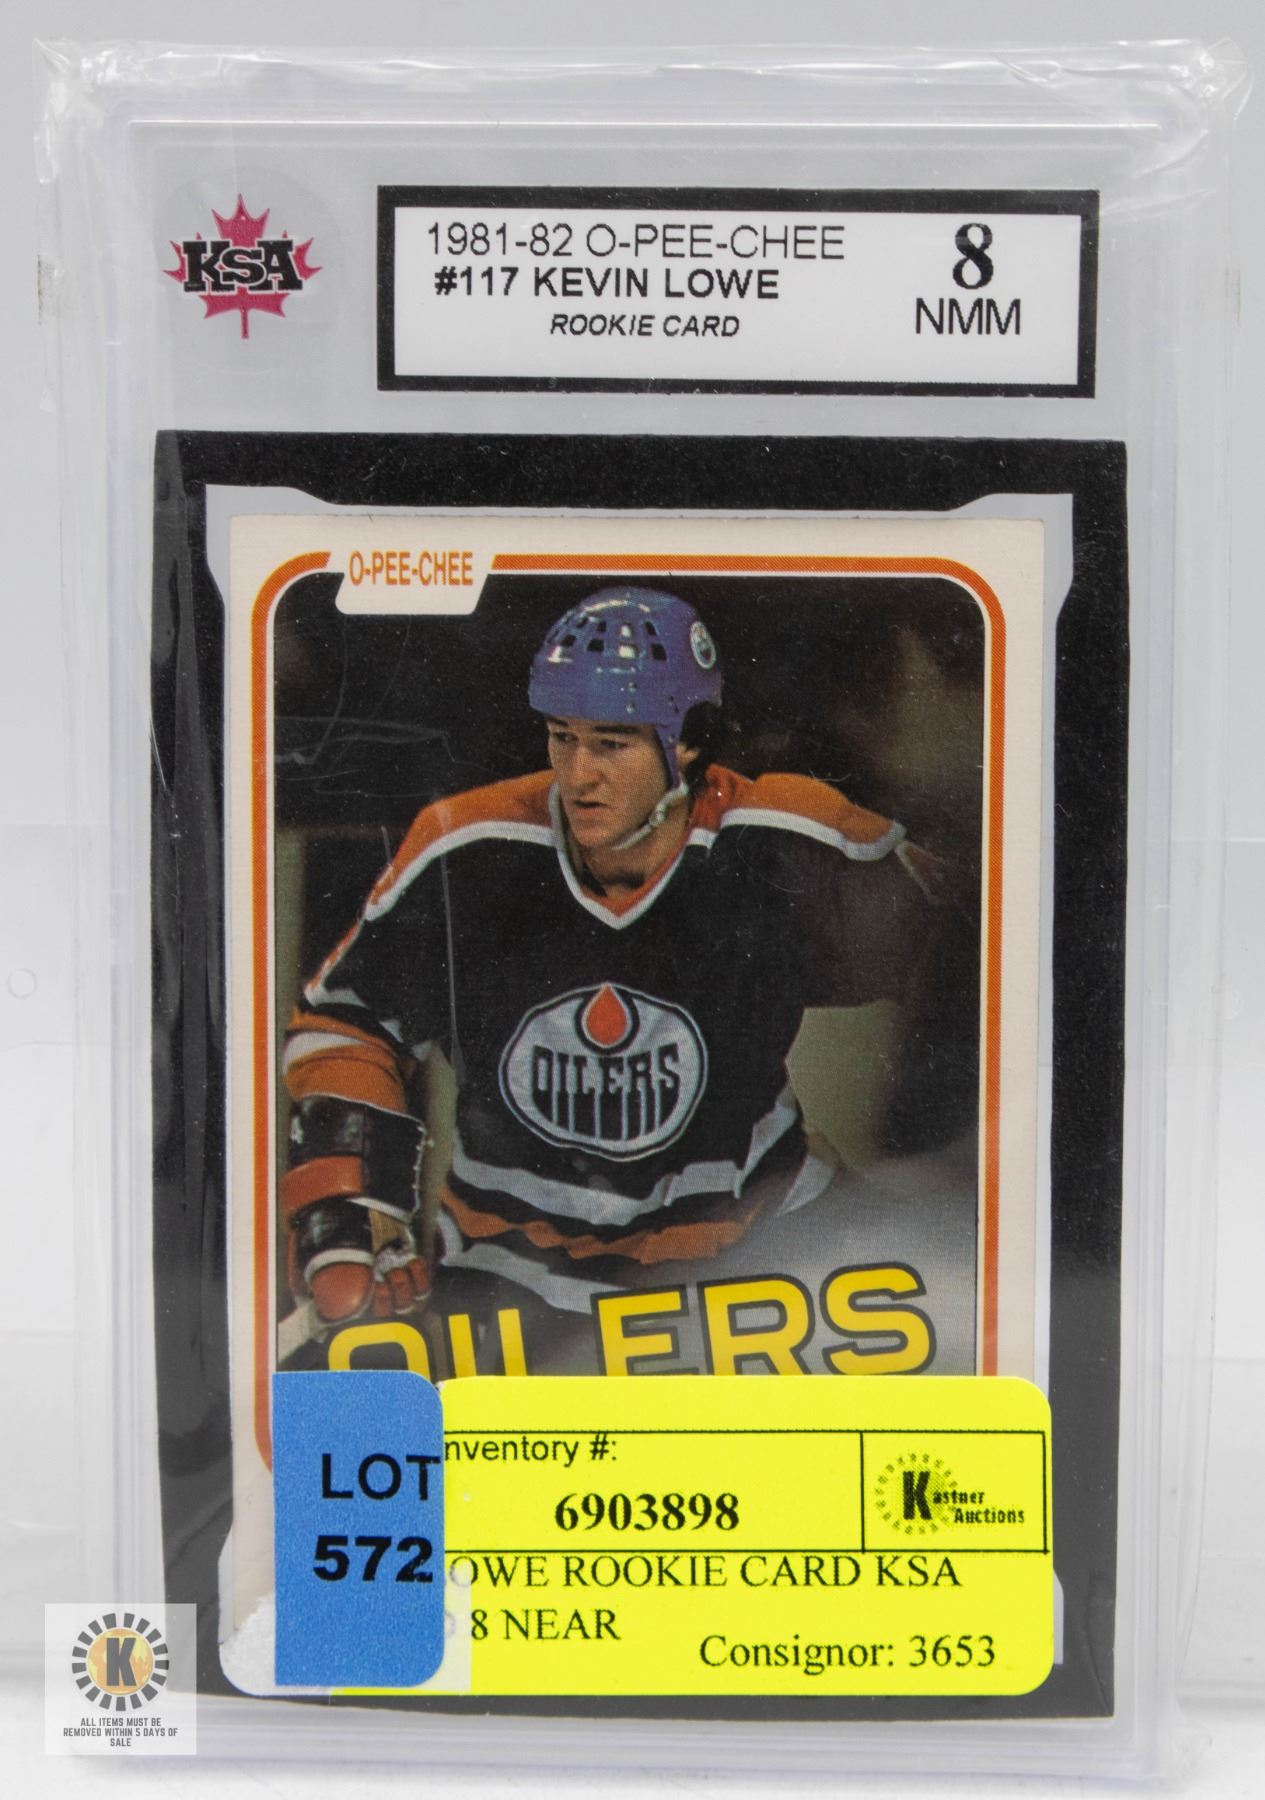 KSA
1981-82 O-PEE-CHEE
#117 KEVIN LOWE
ROOKIE CARD
8
NMM
O-PEE-CHEE
OILERS
OILERS
LOT
572
nventory #:
6903898
Kastner
Auctions
OWE ROOKIE CARD KSA
8 NEAR
Consignor: 3653
K
ALL ITEMS MUST BE
REMOVED WITHIN 5 DAYS OF
SALE